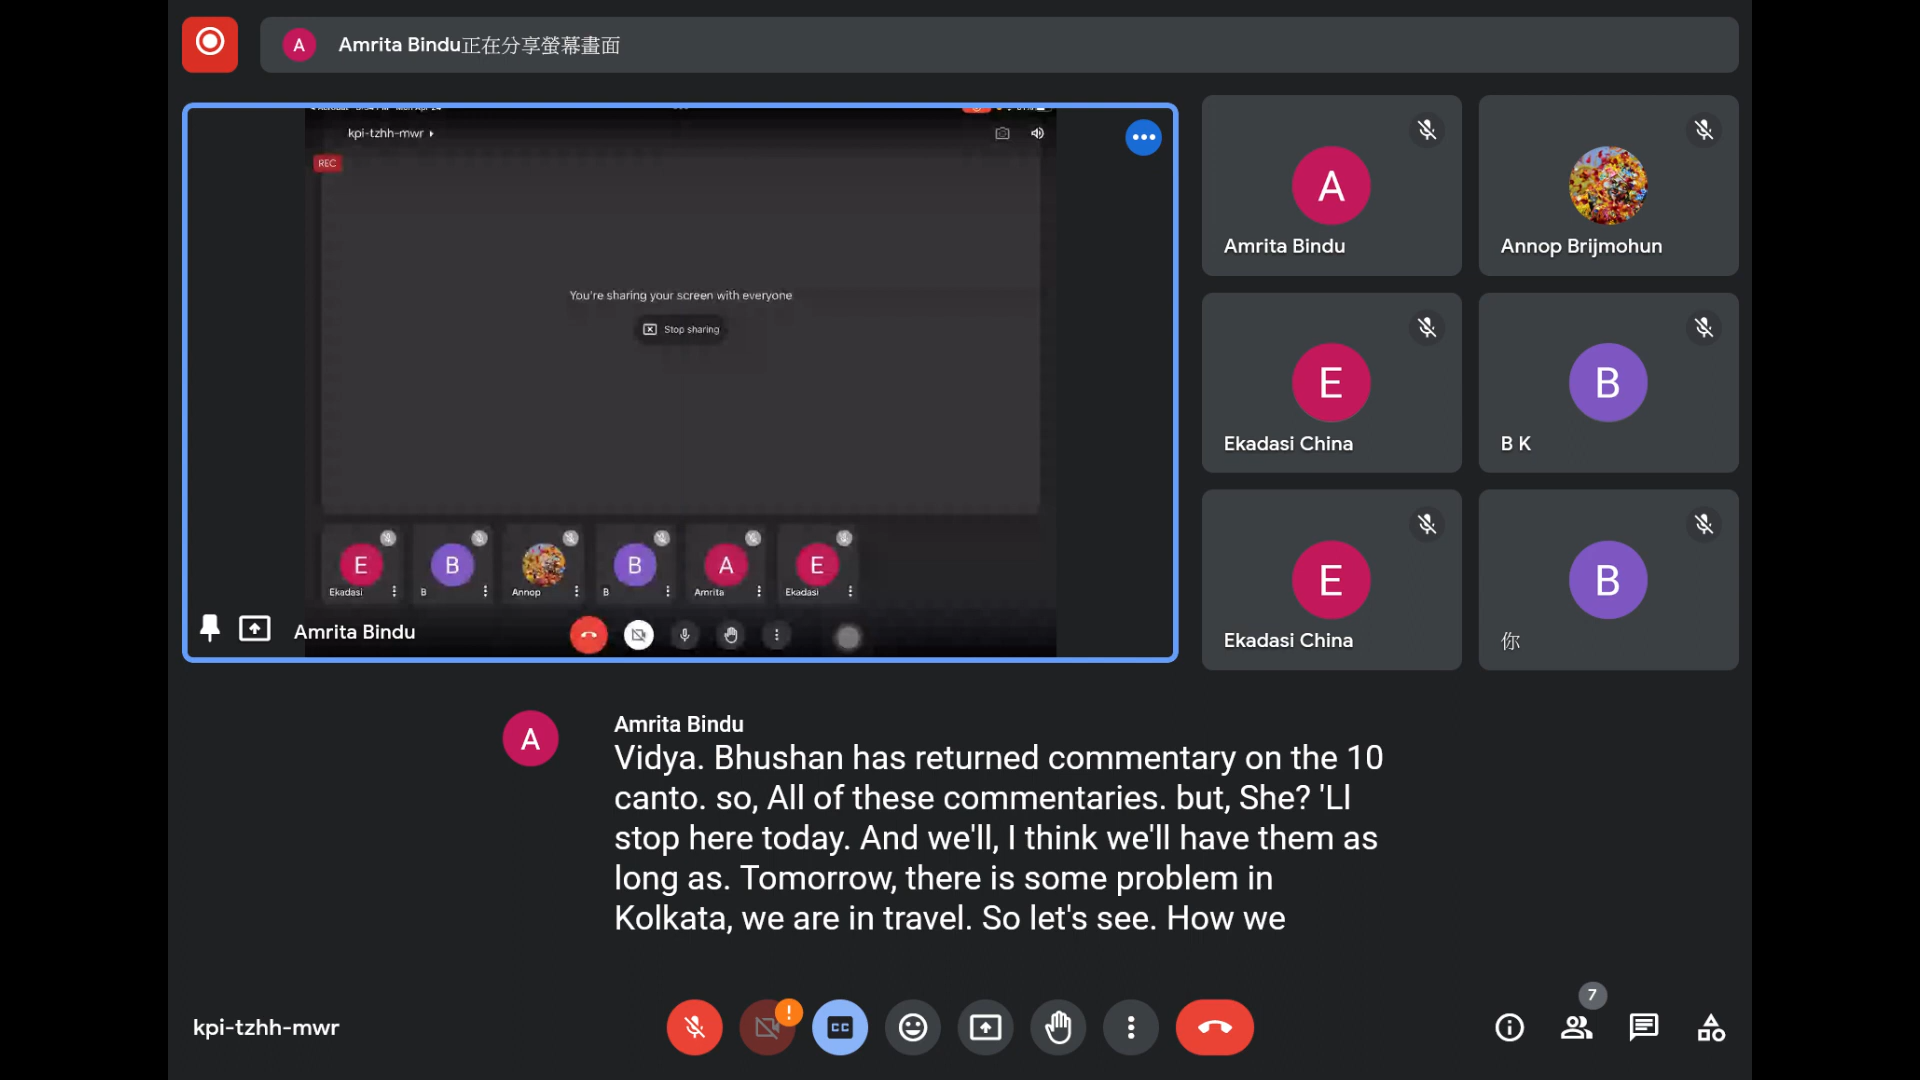 A Amrita Bindu正在分享螢幕畫面
kpi-tzhh-mwr
REC
You're sharing your screen with everyone
Stop sharing
E B A B A E
Ekadasi B Annop B Amrita Ekadasi
Amrita Bindu
A
Amrita Bindu
Annop Brijmohun
E
Ekadasi China
B
B K
E
Ekadasi China
B
你
A
Amrita Bindu
Vidya. Bhushan has returned commentary on the 10
canto. so, All of these commentaries. but, She? 'Ll
stop here today. And we'll, I think we'll have them as
long as. Tomorrow, there is some problem in
Kolkata, we are in travel. So let's see. How we
kpi-tzhh-mwr
!
CC
7